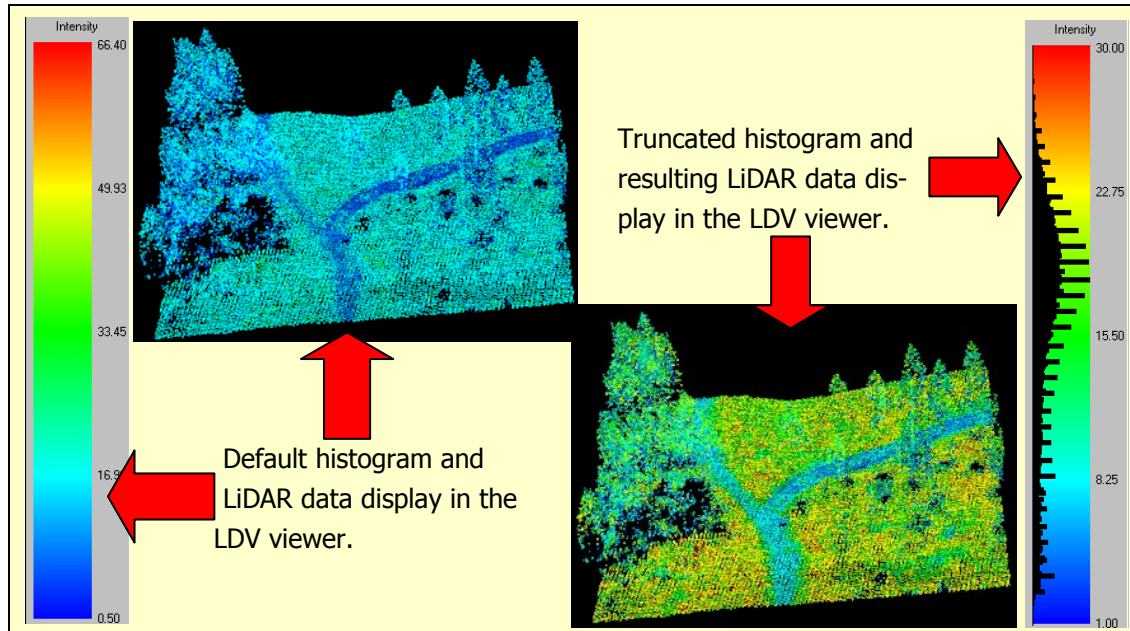 Intensity
66.40
49.93
33.45
0.50
Default histogram and
LiDAR data display in the
LDV viewer.
Truncated histogram and
resulting LiDAR data dis-
play in the LDV viewer.
Intensity
30.00
22.75
15.50
8.25
1.00